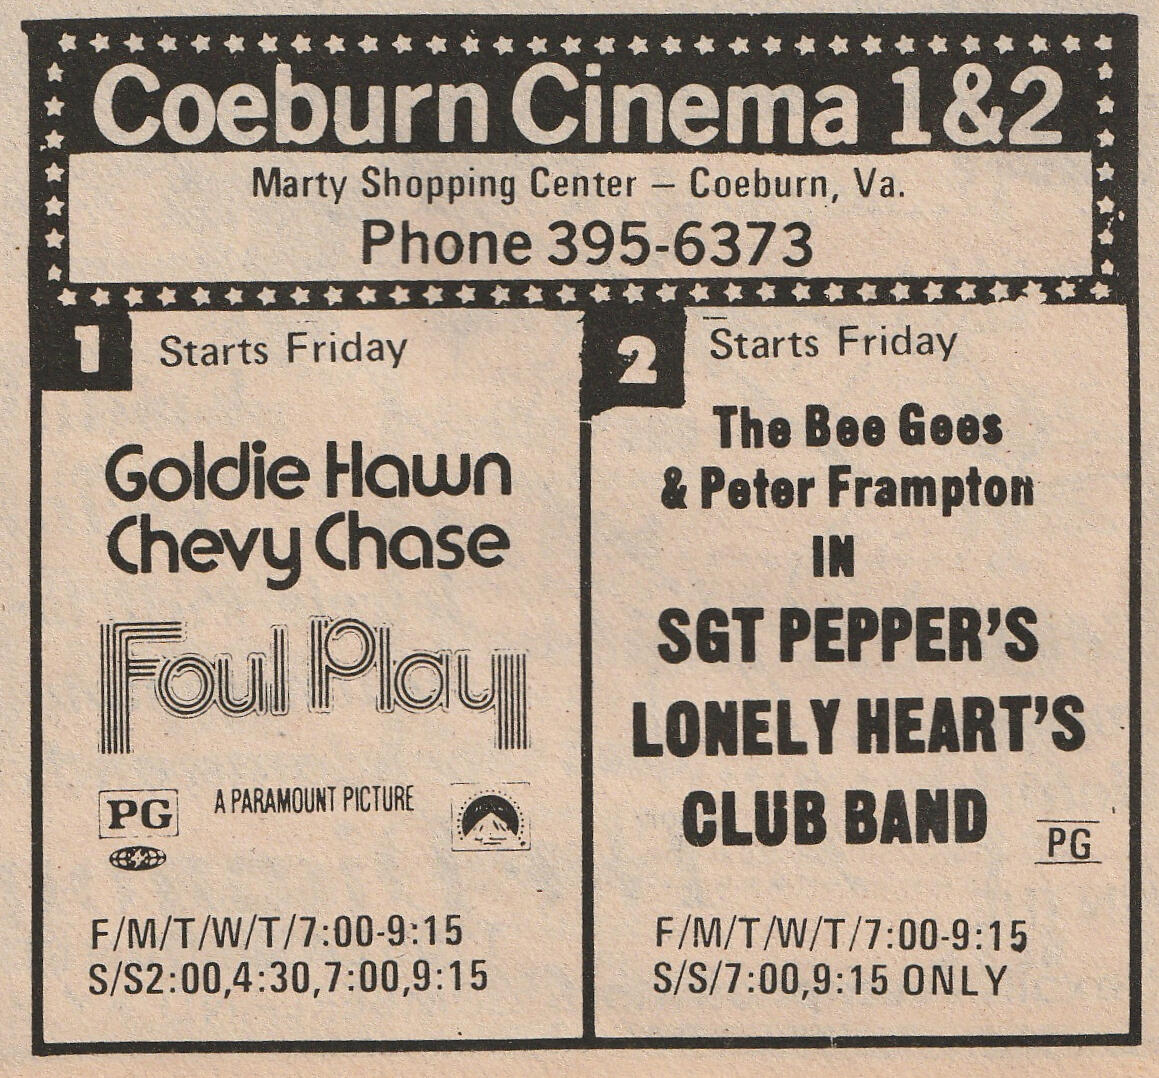 Coeburn Cinema 1&2
Marty Shopping Center – Coeburn, Va.
Phone 395-6373
1 Starts Friday
Goldie Hawn
Chevy Chase
Foul Play
PG A PARAMOUNT PICTURE
F/M/T/W/T/7:00-9:15
S/S2:00,4:30,7:00,9:15
2 Starts Friday
The Bee Gees
& Peter Frampton
IN
SGT PEPPER'S
LONELY HEART'S
CLUB BAND
PG
F/M/T/W/T/7:00-9:15
S/S/7:00,9:15 ONLY